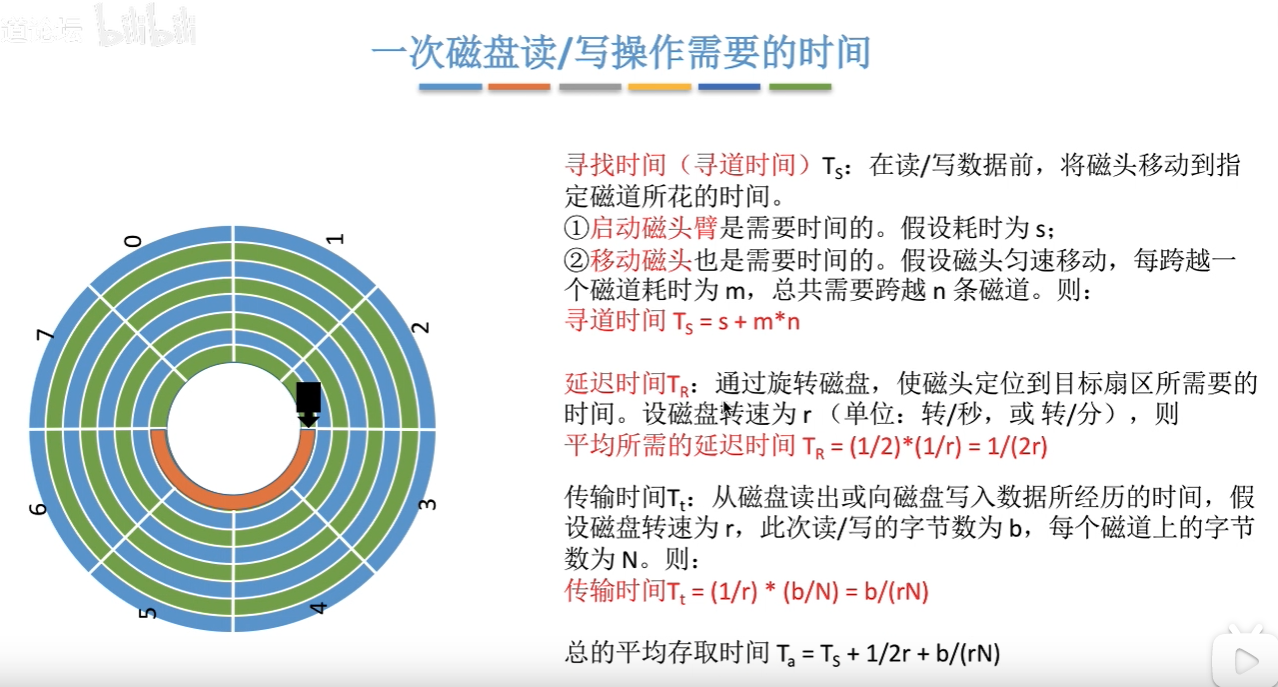 bilibili
一次磁盘读/写操作需要的时间
寻找时间（寻道时间）TS：在读/写数据前，将磁头移动到指
定磁道所花的时间。
①启动磁头臂是需要时间的。假设耗时为 s；
②移动磁头也是需要时间的。假设磁头匀速移动，每跨越一
个磁道耗时为 m，总共需要跨越 n 条磁道。则：
寻道时间 TS = s + m*n
延迟时间TR：通过旋转磁盘，使磁头定位到目标扇区所需要的
时间。设磁盘转速为 r （单位：转/秒，或 转/分），则
平均所需的延迟时间 TR = (1/2)*(1/r) = 1/(2r)
传输时间Tt：从磁盘读出或向磁盘写入数据所经历的时间，假
设磁盘转速为 r，此次读/写的字节数为 b，每个磁道上的字节
数为 N。则：
传输时间Tt = (1/r) * (b/N) = b/(rN)
总的平均存取时间 Ta = TS + 1/2r + b/(rN)
0
1
2
3
4
5
6
7